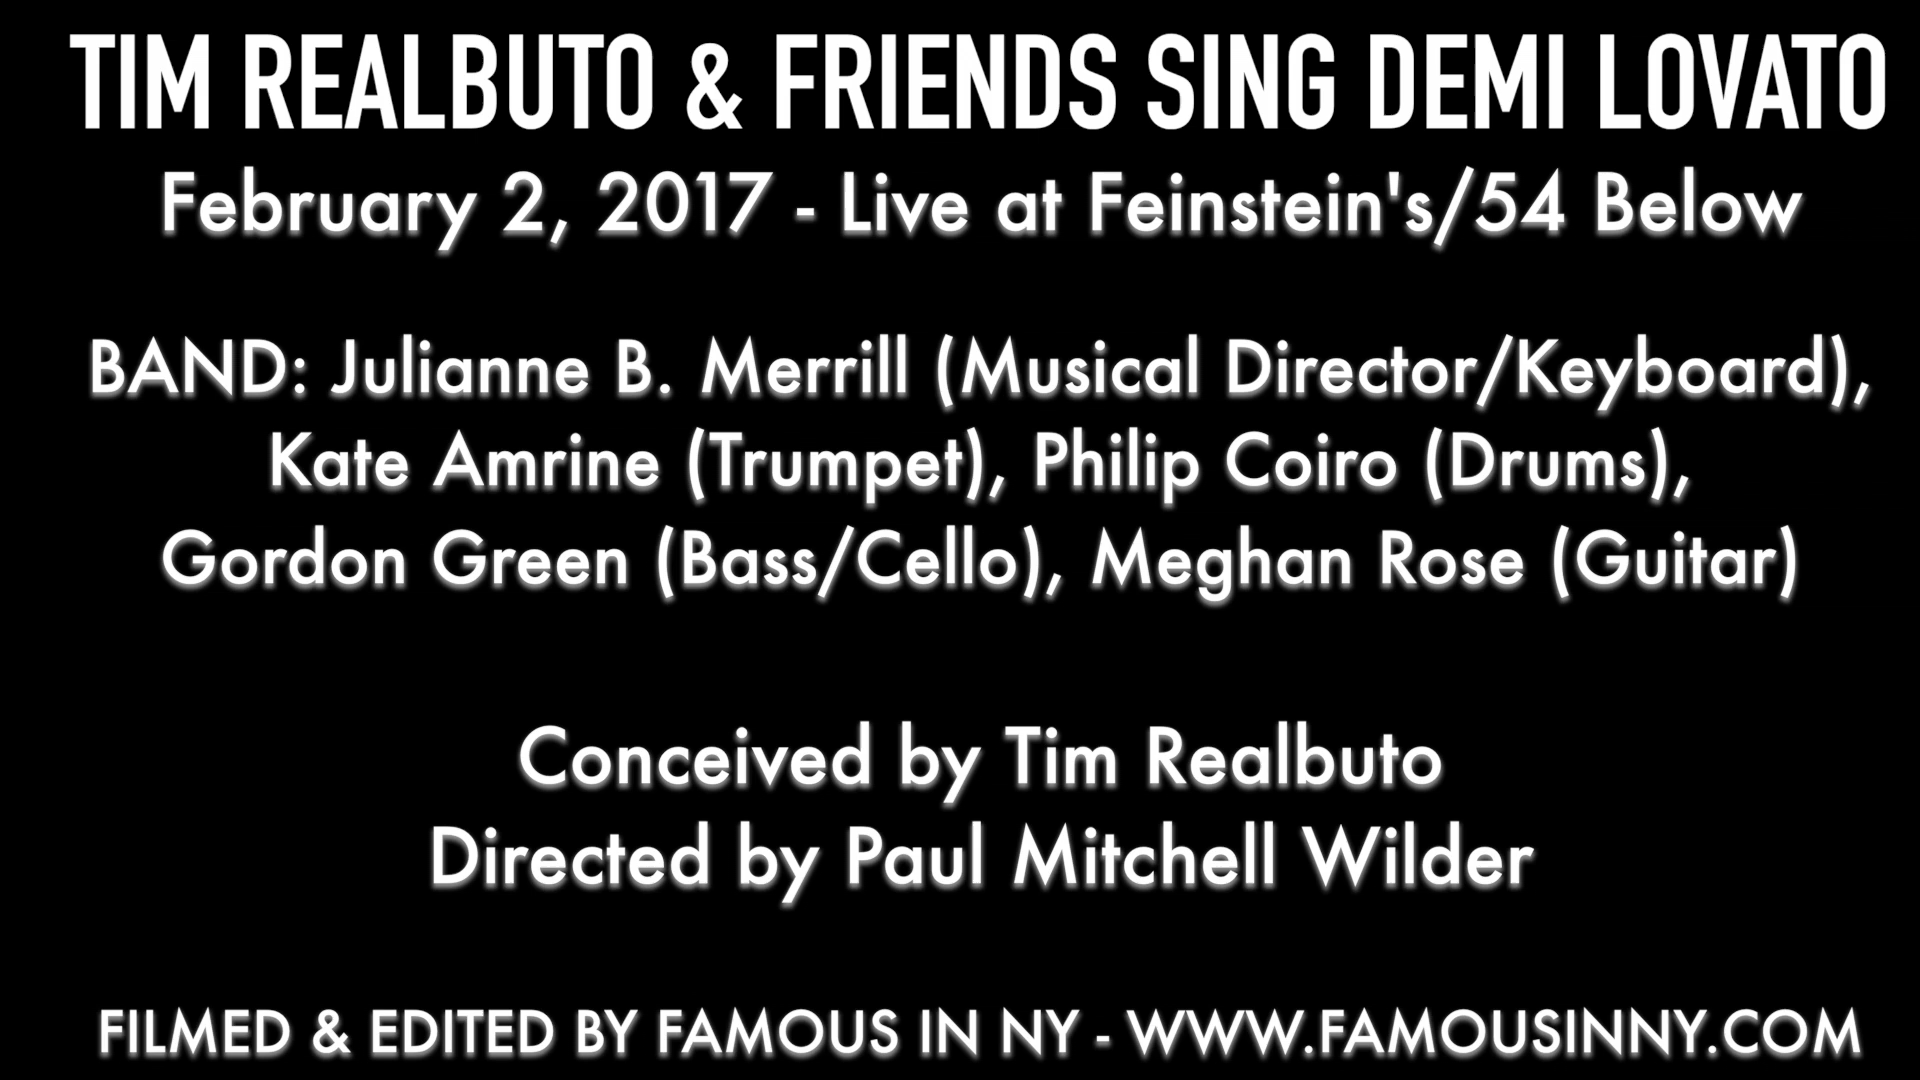 TIM REALBUTO & FRIENDS SING DEMI LOVATO
February 2, 2017 - Live at Feinstein's/54 Below
BAND: Julianne B. Merrill (Musical Director/Keyboard),
Kate Amrine (Trumpet), Philip Coiro (Drums),
Gordon Green (Bass/Cello), Meghan Rose (Guitar)
Conceived by Tim Realbuto
Directed by Paul Mitchell Wilder
FILMED & EDITED BY FAMOUS IN NY - WWW.FAMOUSINNY.COM